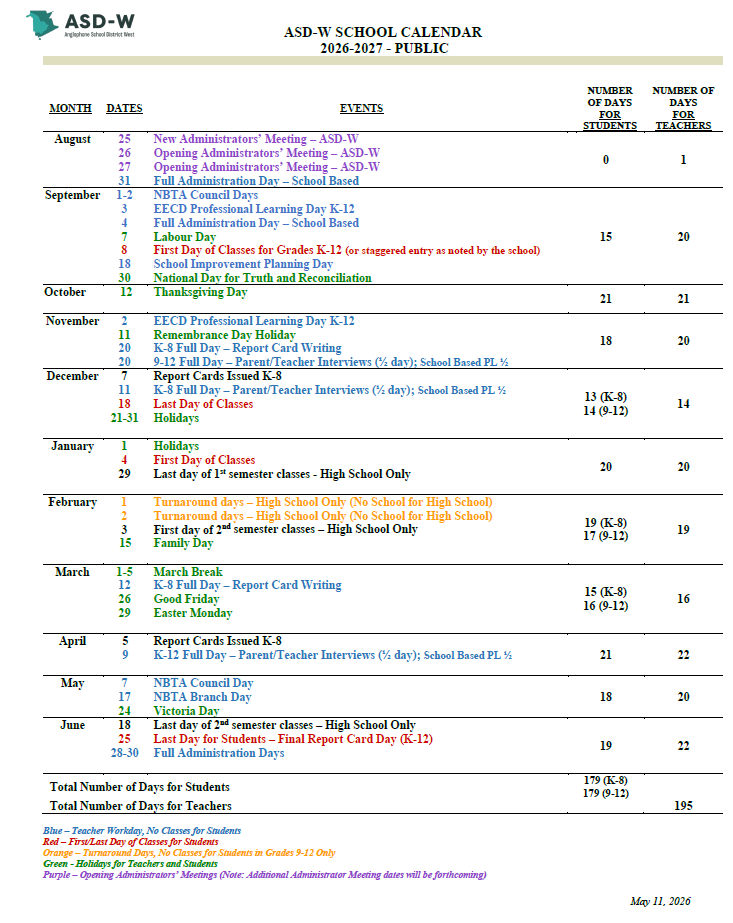 ASD-W
Anglophone School District West
ASD-W SCHOOL CALENDAR
2026-2027 - PUBLIC
MONTH DATES EVENTS NUMBER OF DAYS FOR STUDENTS NUMBER OF DAYS FOR TEACHERS
August 25 New Administrators' Meeting – ASD-W
26 Opening Administrators' Meeting – ASD-W
0 1
27 Opening Administrators' Meeting – ASD-W
31 Full Administration Day – School Based
September 1-2 NBTA Council Days
3 EECD Professional Learning Day K-12
4 Full Administration Day – School Based
7 Labour Day 15 20
8 First Day of Classes for Grades K-12 (or staggered entry as noted by the school)
18 School Improvement Planning Day
30 National Day for Truth and Reconciliation
October 12 Thanksgiving Day
21 21
November 2 EECD Professional Learning Day K-12
11 Remembrance Day Holiday
18 20
20 K-8 Full Day – Report Card Writing
20 9-12 Full Day – Parent/Teacher Interviews (½ day); School Based PL ½
December 7 Report Cards Issued K-8
11 K-8 Full Day – Parent/Teacher Interviews (½ day); School Based PL ½
13 (K-8)
18 Last Day of Classes 14
14 (9-12)
21-31 Holidays
January 1 Holidays
4 First Day of Classes
20 20
29 Last day of 1st semester classes - High School Only
February 1 Turnaround days – High School Only (No School for High School)
2 Turnaround days – High School Only (No School for High School)
19 (K-8)
3 First day of 2nd semester classes – High School Only 19
17 (9-12)
15 Family Day
March 1-5 March Break
12 K-8 Full Day – Report Card Writing
15 (K-8)
26 Good Friday 16
16 (9-12)
29 Easter Monday
April 5 Report Cards Issued K-8
9 K-12 Full Day – Parent/Teacher Interviews (½ day); School Based PL ½ 21 22
May 7 NBTA Council Day
17 NBTA Branch Day 18 20
24 Victoria Day
June 18 Last day of 2nd semester classes – High School Only
25 Last Day for Students – Final Report Card Day (K-12)
19 22
28-30 Full Administration Days
Total Number of Days for Students 179 (K-8)
179 (9-12)
Total Number of Days for Teachers 195
Blue – Teacher Workday, No Classes for Students
Red – First/Last Day of Classes for Students
Orange – Turnaround Days, No Classes for Students in Grades 9-12 Only
Green - Holidays for Teachers and Students
Purple – Opening Administrators' Meetings (Note: Additional Administrator Meeting dates will be forthcoming)
May 11, 2026